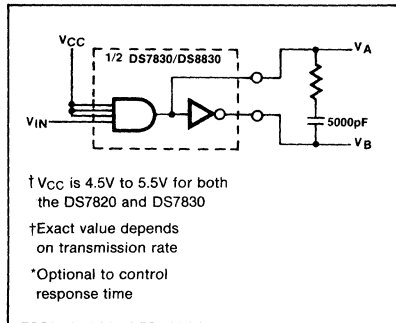 VCC
1/2 DS7830/DS8830
VA
VIN
5000pF
VB
† VCC is 4.5V to 5.5V for both
the DS7820 and DS7830
†Exact value depends
on transmission rate
*Optional to control
response time